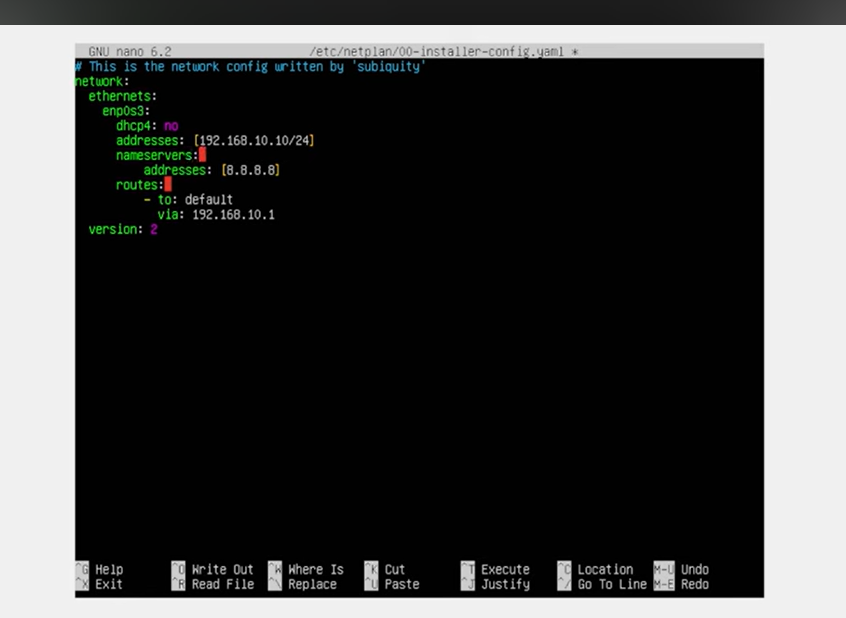 GNU nano 6.2 /etc/netplan/00-installer-config.yaml *
# This is the network config written by 'subiquity'
network:
  ethernets:
    enp0s3:
      dhcp4: no
      addresses: [192.168.10.10/24]
      nameservers:
          addresses: [8.8.8.8]
      routes:
          - to: default
            via: 192.168.10.1
  version: 2
^G Help ^O Write Out ^W Where Is ^K Cut ^T Execute ^C Location M-U Undo
^X Exit ^R Read File ^\ Replace ^U Paste ^J Justify ^/ Go To Line M-E Redo